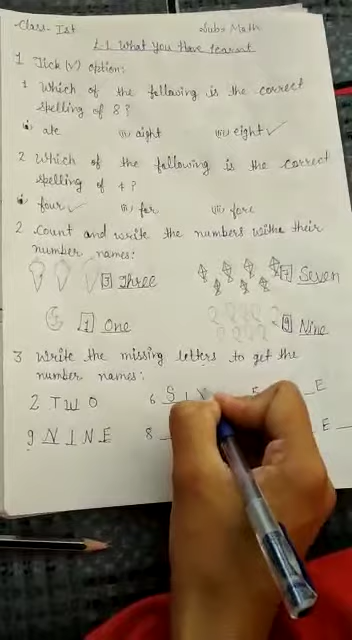 Class- Ist Sub= Math
L-1 What You Have learnt
1 Tick (✓) option:
1 Which of the following is the correct
spelling of 8?
(i) ate (ii) aight (iii) eight ✓
2 Which of the following is the correct
spelling of 4?
(i) four ✓ (ii) for (iii) fore
2 Count and write the numbers withe their
number names:
3 Three 7 Seven
1 One 9 Nine
3 Write the missing letters to get the
number names:
2 T W O 6 S I X E
9 N I N E 8 E